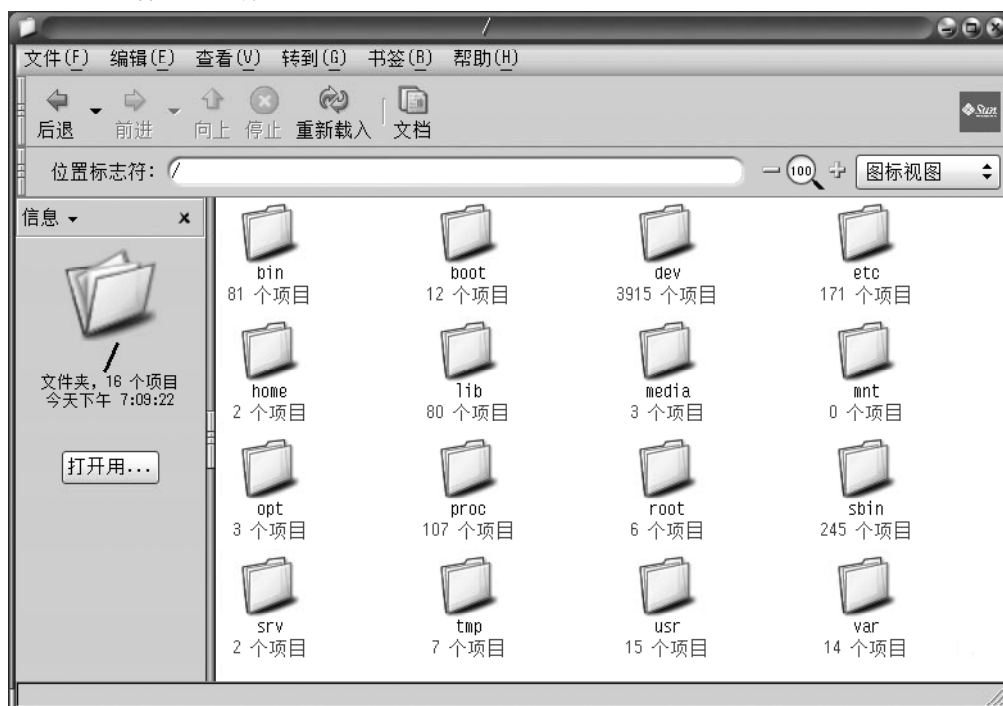 /
文件(F) 编辑(E) 查看(V) 转到(G) 书签(B) 帮助(H)
后退 前进 向上 停止 重新载入 文档
Sun
位置标志符: / 100 图标视图
信息
/
文件夹, 16 个项目
今天下午 7:09:22
打开用...
bin boot dev etc
81 个项目 12 个项目 3915 个项目 171 个项目
home lib media mnt
2 个项目 80 个项目 3 个项目 0 个项目
opt proc root sbin
3 个项目 107 个项目 6 个项目 245 个项目
srv tmp usr var
2 个项目 7 个项目 15 个项目 14 个项目